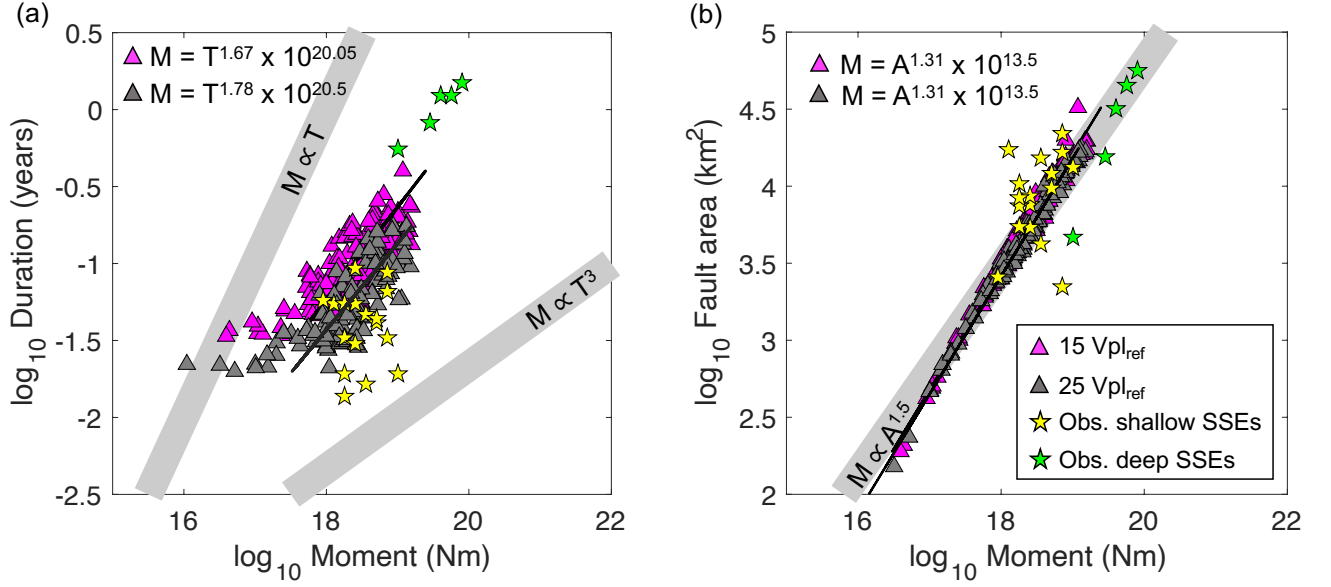 (a)
M = T^1.67 x 10^20.05
M = T^1.78 x 10^20.5
M ∝ T
M ∝ T^3
0.5
0
-0.5
-1
-1.5
-2
-2.5
log10 Duration (years)
16 18 20 22
log10 Moment (Nm)
(b)
M = A^1.31 x 10^13.5
M = A^1.31 x 10^13.5
M ∝ A^1.5
5
4.5
4
3.5
3
2.5
2
log10 Fault area (km^2)
15 Vplref
25 Vplref
Obs. shallow SSEs
Obs. deep SSEs
16 18 20 22
log10 Moment (Nm)